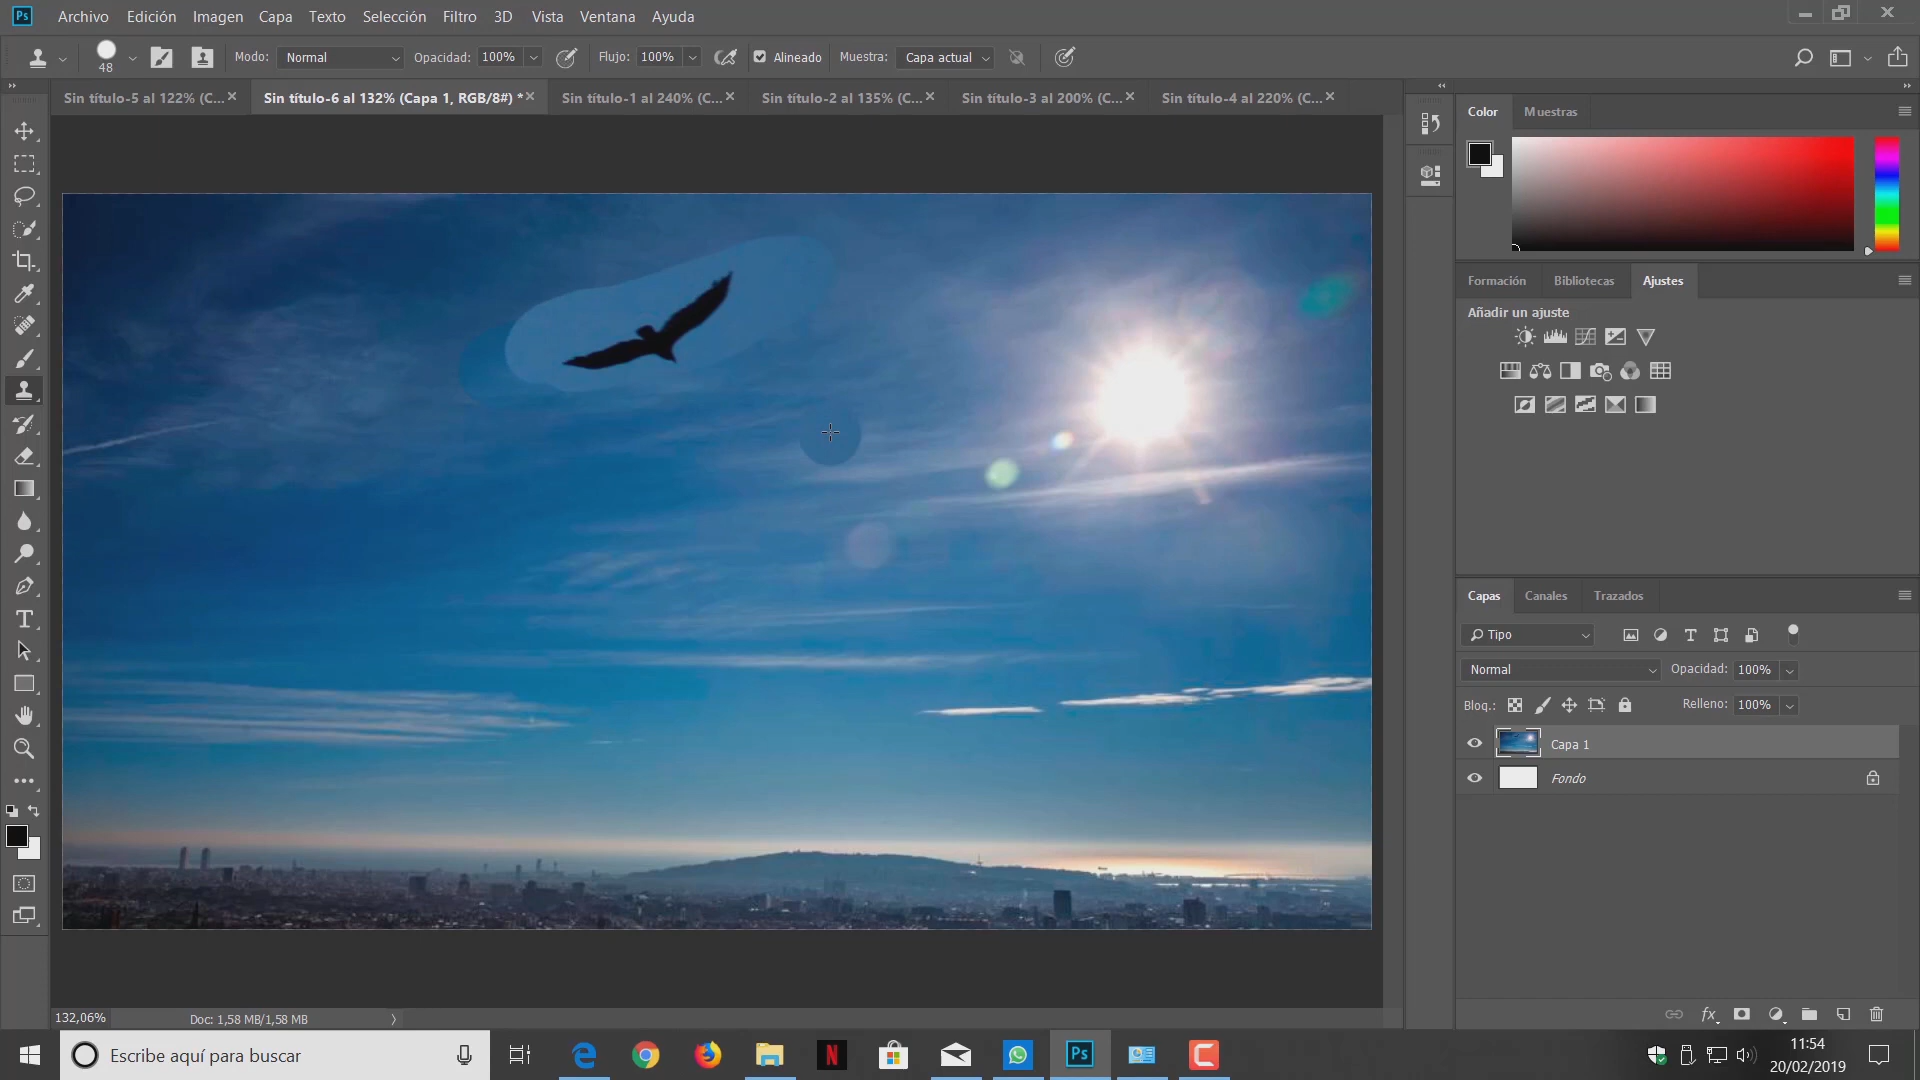 Ps Archivo Edición Imagen Capa Texto Selección Filtro 3D Vista Ventana Ayuda
48 Modo: Normal Opacidad: 100% Flujo: 100% Alineado Muestra: Capa actual
Sin título-5 al 122% (C... Sin título-6 al 132% (Capa 1, RGB/8#) * Sin título-1 al 240% (C... Sin título-2 al 135% (C... Sin título-3 al 200% (C... Sin título-4 al 220% (C...
Color Muestras
Formación Bibliotecas Ajustes
Añadir un ajuste
Capas Canales Trazados
Tipo
Normal Opacidad: 100%
Bloq.: Relleno: 100%
Capa 1
Fondo
fx
132,06% Doc: 1,58 MB/1,58 MB
Escribe aquí para buscar
N
Ps
11:54
20/02/2019